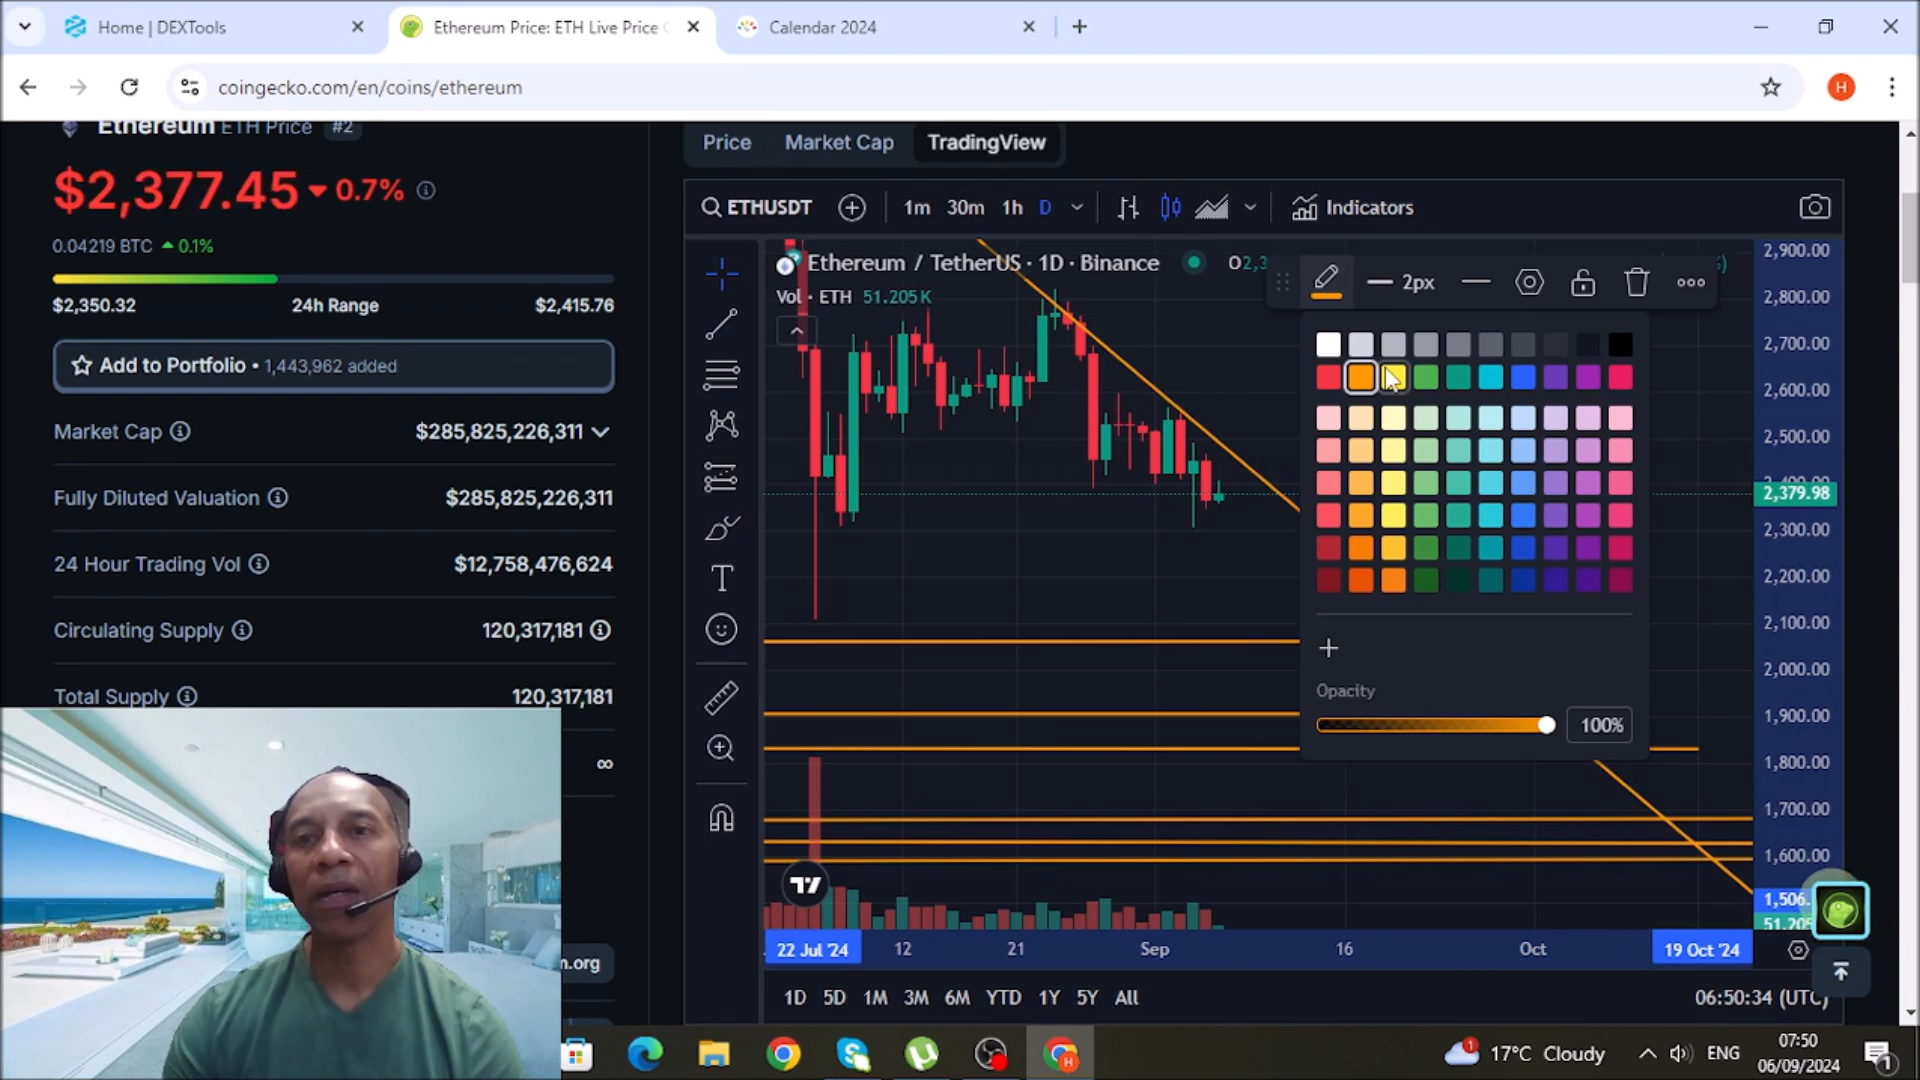 Home | DEXTools
Ethereum Price: ETH Live Price
Calendar 2024
coingecko.com/en/coins/ethereum
H
Ethereum ETH Price #2
$2,377.45 0.7%
0.04219 BTC 0.1%
$2,350.32 24h Range $2,415.76
Add to Portfolio • 1,443,962 added
Market Cap $285,825,226,311
Fully Diluted Valuation $285,825,226,311
24 Hour Trading Vol $12,758,476,624
Circulating Supply 120,317,181
Total Supply 120,317,181
∞
n.org
Price Market Cap TradingView
ETHUSDT 1m 30m 1h D Indicators
Ethereum / TetherUS · 1D · Binance O2,3
Vol · ETH 51.205K
2px
Opacity
100%
2,900.00
2,800.00
2,700.00
2,600.00
2,500.00
2,379.98
2,300.00
2,200.00
2,100.00
2,000.00
1,900.00
1,800.00
1,700.00
1,600.00
1,506.
51.205
22 Jul '24 12 21 Sep 16 Oct 19 Oct '24
1D 5D 1M 3M 6M YTD 1Y 5Y All 06:50:34 (UTC)
17°C Cloudy ENG
07:50
06/09/2024